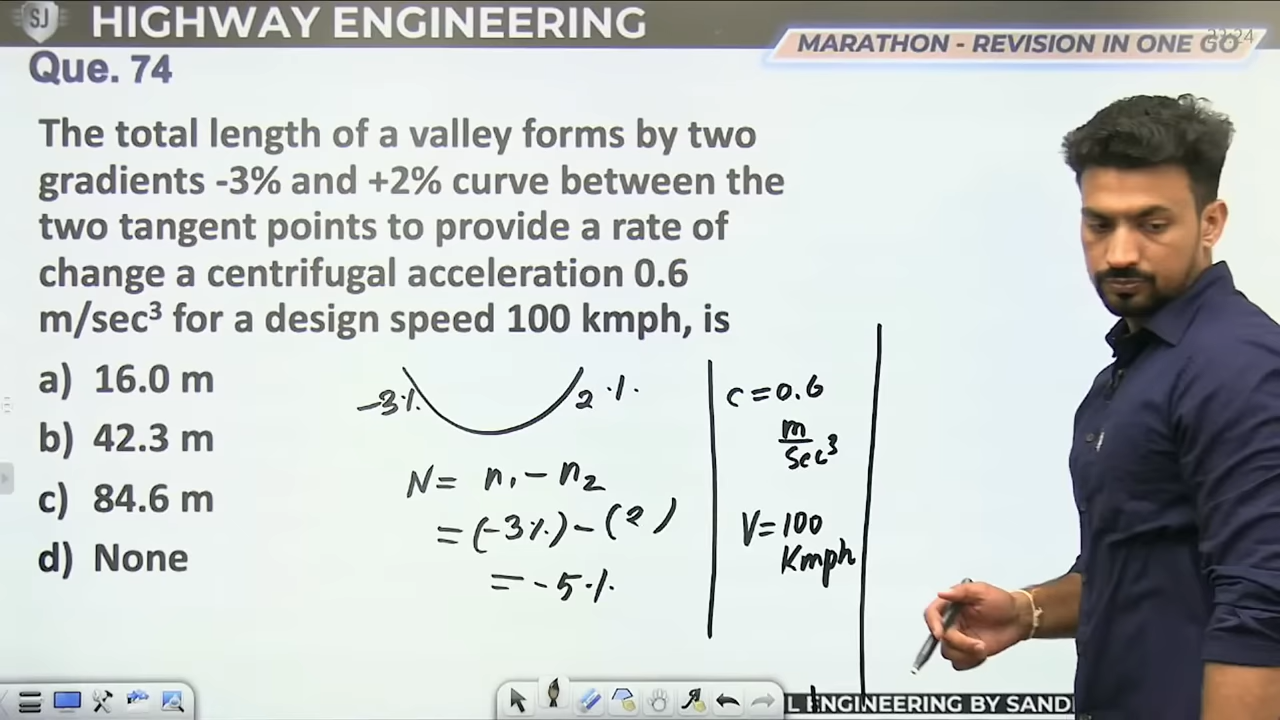 SJ
HIGHWAY ENGINEERING
MARATHON - REVISION IN ONE GO
Que. 74
The total length of a valley forms by two
gradients -3% and +2% curve between the
two tangent points to provide a rate of
change a centrifugal acceleration 0.6
m/sec³ for a design speed 100 kmph, is
a) 16.0 m
b) 42.3 m
c) 84.6 m
d) None
-3%
2 %
N = n₁ - n₂
= (-3%) - (2)
= -5%
c = 0.6
m
sec³
V = 100
Kmph
ENGINEERING BY